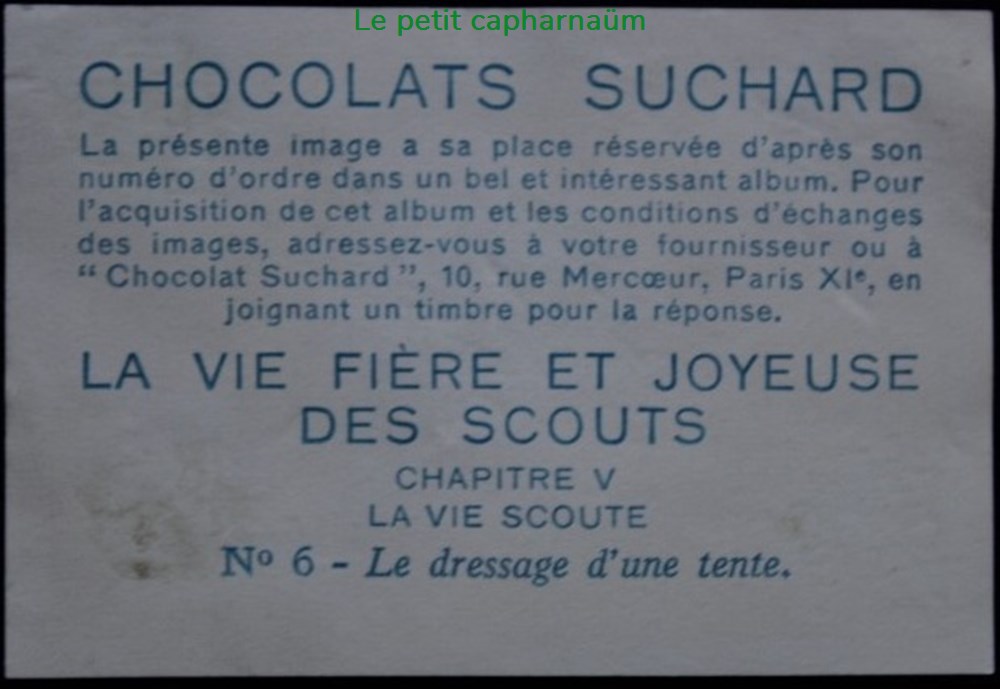 Le petit capharnaüm
CHOCOLATS SUCHARD
La présente image a sa place réservée d'après son
numéro d'ordre dans un bel et intéressant album. Pour
l'acquisition de cet album et les conditions d'échanges
des images, adressez-vous à votre fournisseur ou à
“ Chocolat Suchard ”, 10, rue Mercœur, Paris XIᵉ, en
joignant un timbre pour la réponse.
LA VIE FIÈRE ET JOYEUSE
DES SCOUTS
CHAPITRE V
LA VIE SCOUTE
Nº 6 - Le dressage d'une tente.